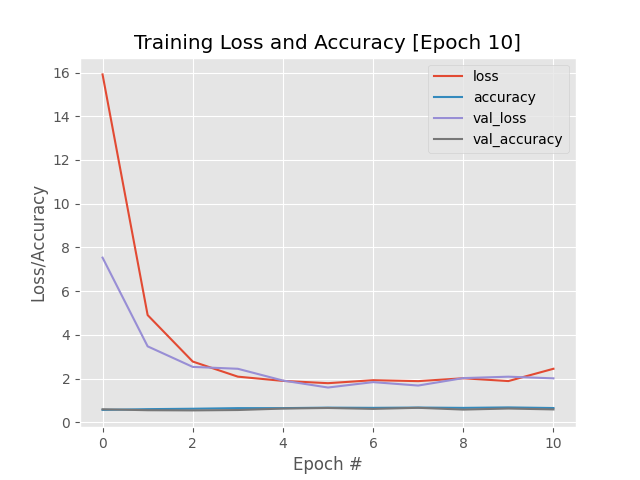 Training Loss and Accuracy [Epoch 10]
loss
accuracy
val_loss
val_accuracy
Loss/Accuracy
16
14
12
10
8
6
4
2
0
0 2 4 6 8 10
Epoch #